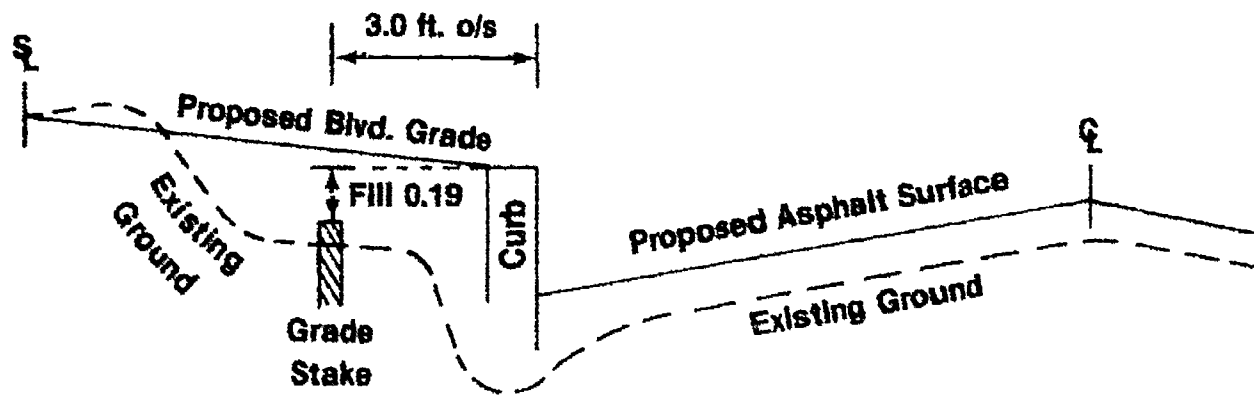 3.0 ft. o/s
S
L
Proposed Blvd. Grade
C
L
Fill 0.19
Existing
Ground
Curb
Proposed Asphalt Surface
Existing Ground
Grade
Stake